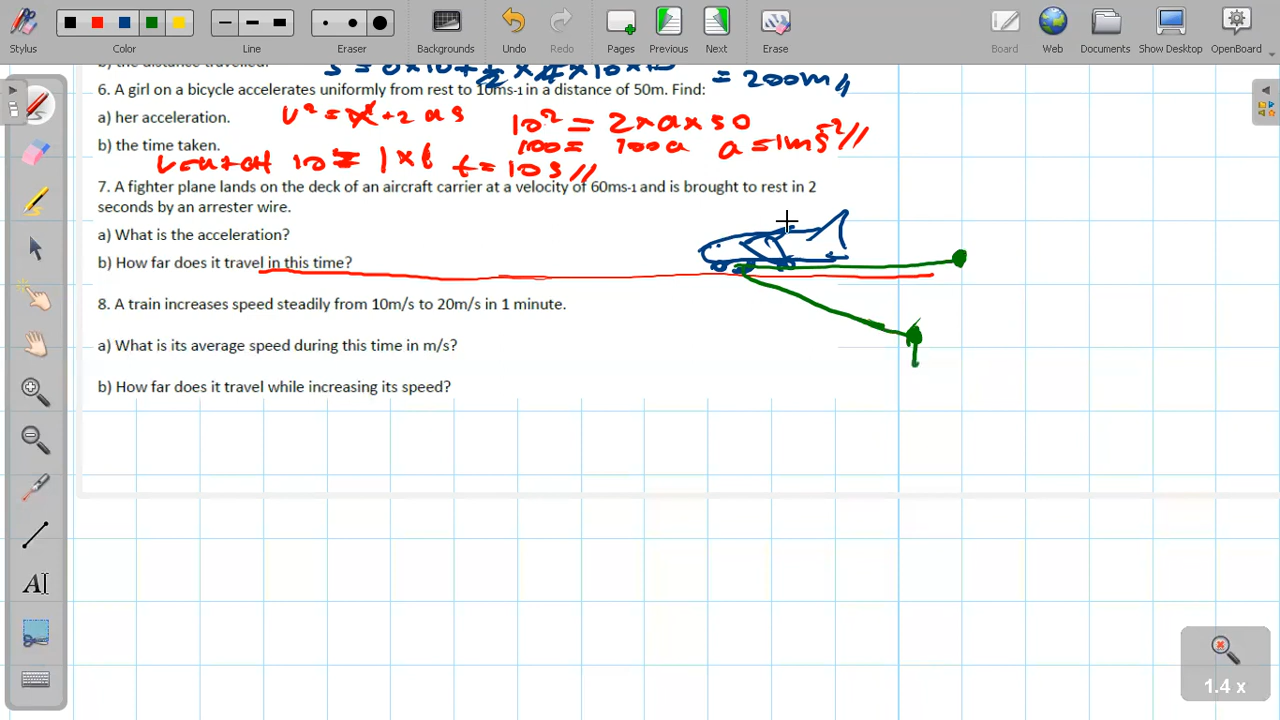 Stylus Color Line Eraser Backgrounds Undo Redo Pages Previous Next Erase Board Web Documents Show Desktop OpenBoard
= 200m
6. A girl on a bicycle accelerates uniformly from rest to 10ms-1 in a distance of 50m. Find:
a) her acceleration. + 2 a s 10² = 2 x a x 50
100 = 100a a = 1ms⁻² //
b) the time taken. v = u + at 10 = 1 x t t = 10s //
7. A fighter plane lands on the deck of an aircraft carrier at a velocity of 60ms-1 and is brought to rest in 2
seconds by an arrester wire.
a) What is the acceleration?
b) How far does it travel in this time?
8. A train increases speed steadily from 10m/s to 20m/s in 1 minute.
a) What is its average speed during this time in m/s?
b) How far does it travel while increasing its speed?
AI
1.4 x